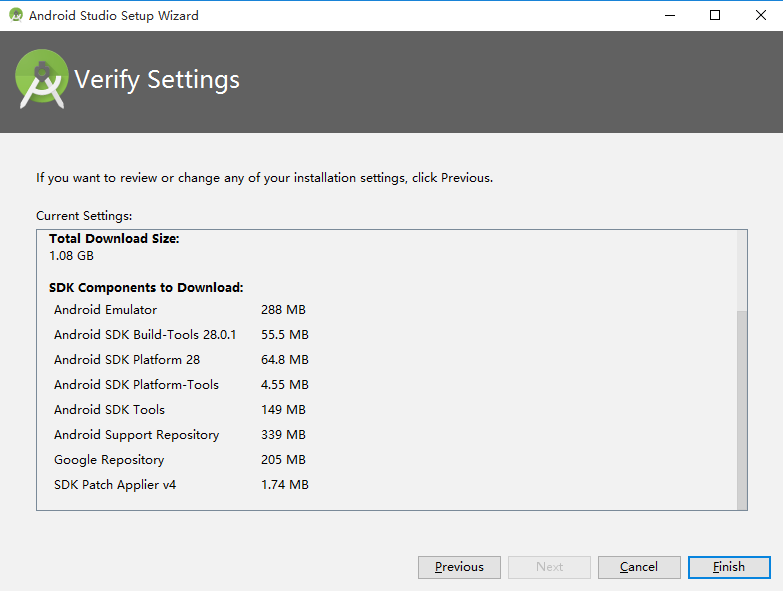 Android Studio Setup Wizard
Verify Settings
If you want to review or change any of your installation settings, click Previous.
Current Settings:
Total Download Size:
1.08 GB
SDK Components to Download:
Android Emulator 288 MB
Android SDK Build-Tools 28.0.1 55.5 MB
Android SDK Platform 28 64.8 MB
Android SDK Platform-Tools 4.55 MB
Android SDK Tools 149 MB
Android Support Repository 339 MB
Google Repository 205 MB
SDK Patch Applier v4 1.74 MB
Previous Next Cancel Finish